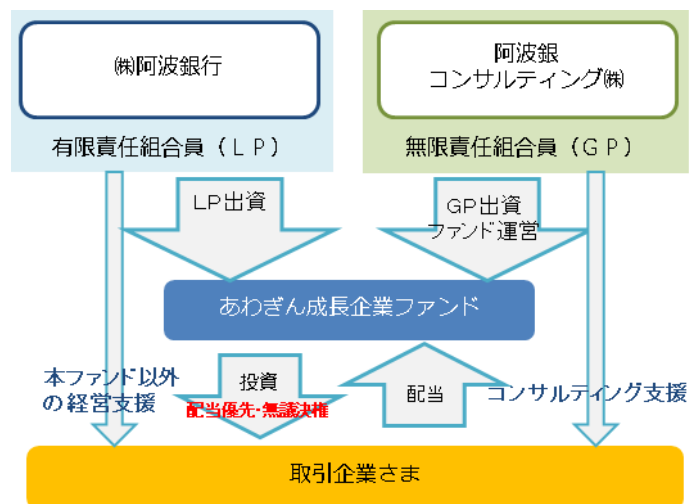 ㈱阿波銀行
阿波銀
コンサルティング㈱
有限責任組合員（ＬＰ）
無限責任組合員（ＧＰ）
LP出資
GP出資
ファンド運営
あわぎん成長企業ファンド
本ファンド以外
の経営支援
投資
配当優先・無議決権
配当
コンサルティング支援
取引企業さま